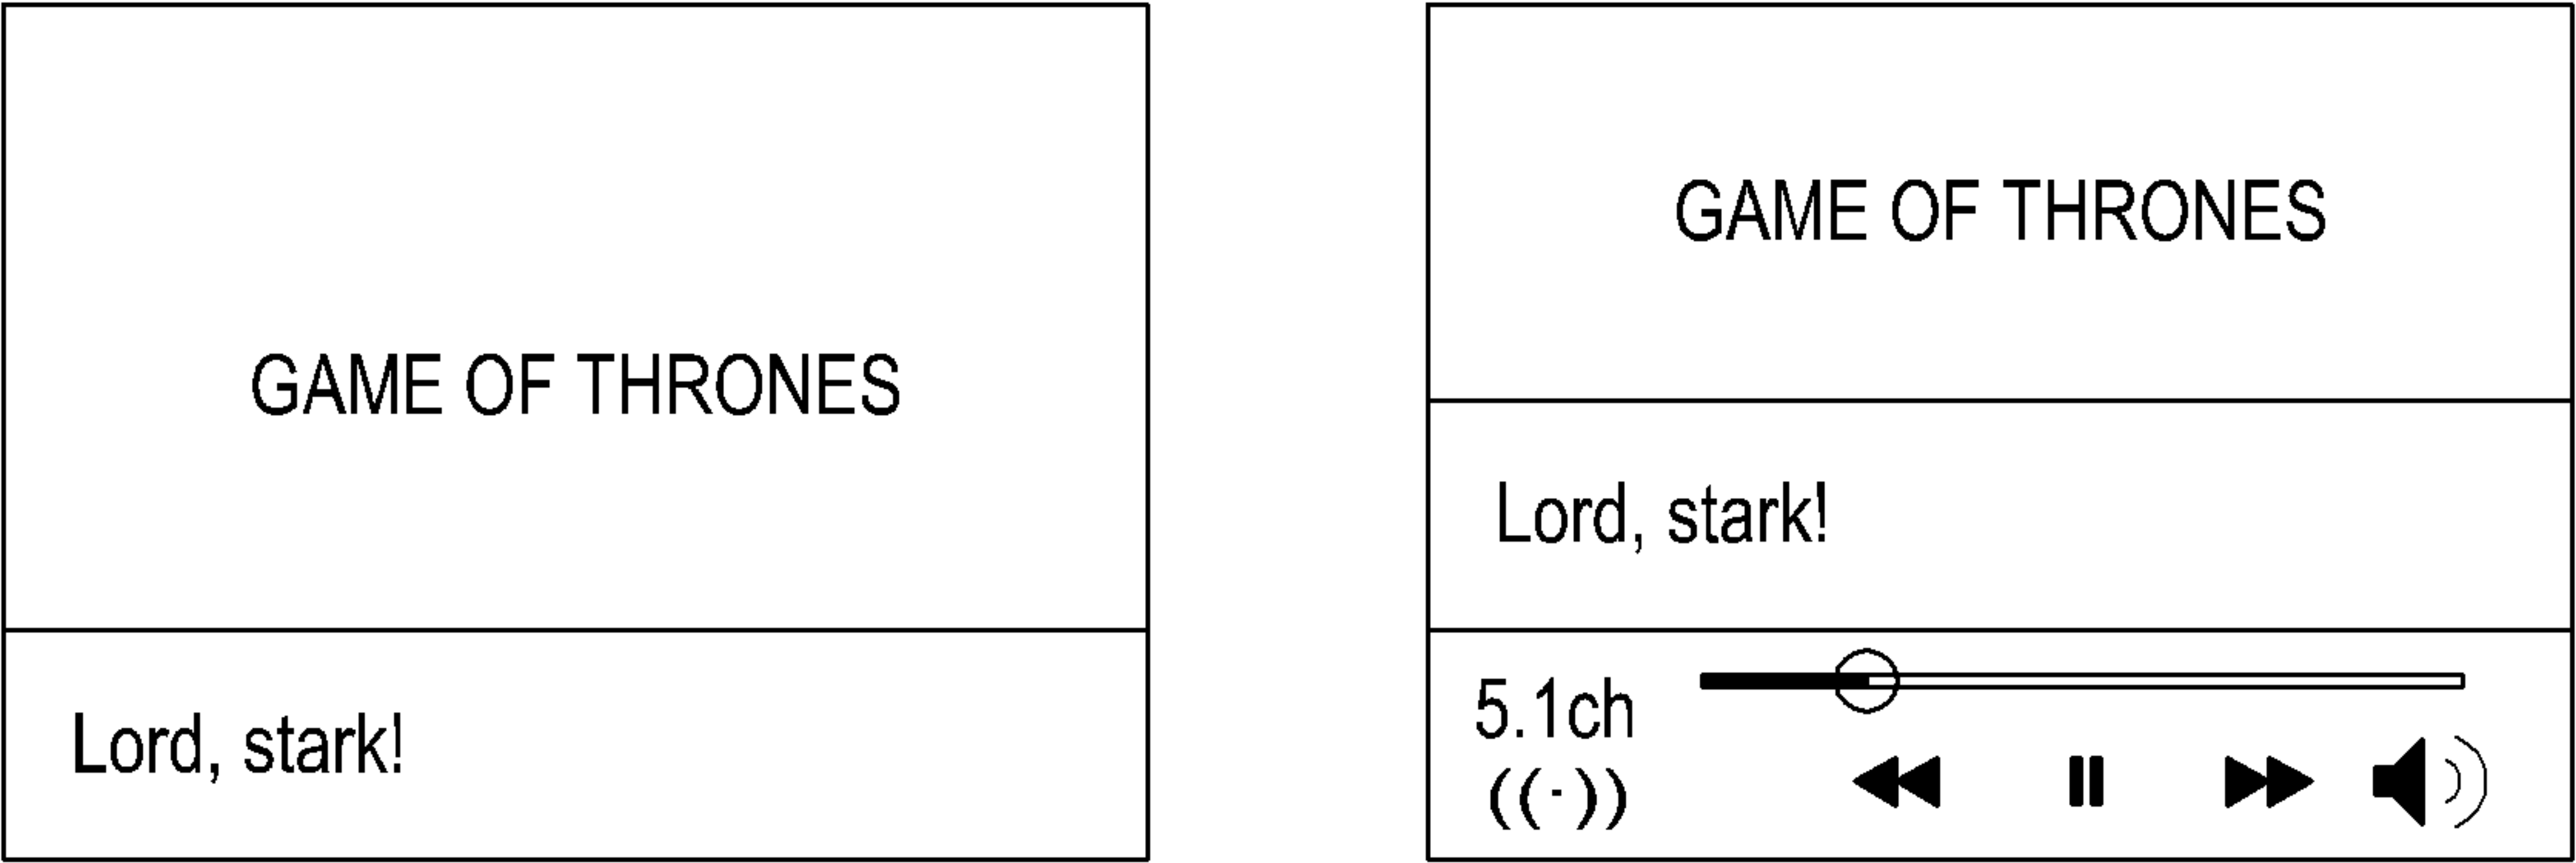 GAME OF THRONES
Lord, stark!
GAME OF THRONES
Lord, stark!
5.1ch
((·))